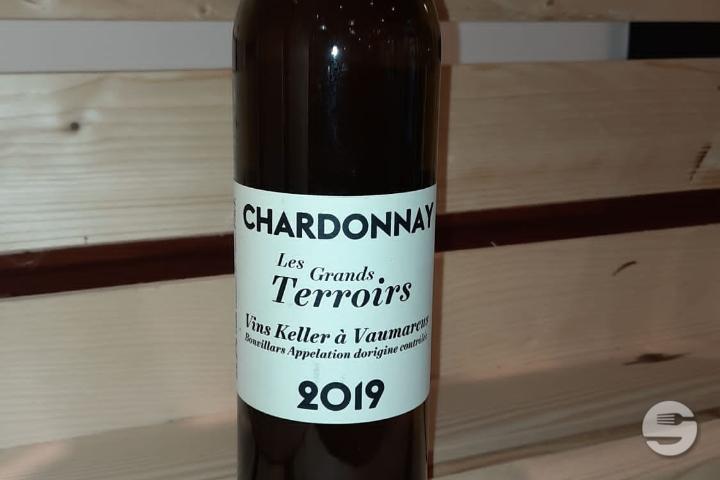 CHARDONNAY
Les Grands
Terroirs
Vins Keller à Vaumarcus
Bonvillars Appelation dorigine contrôlée
2019